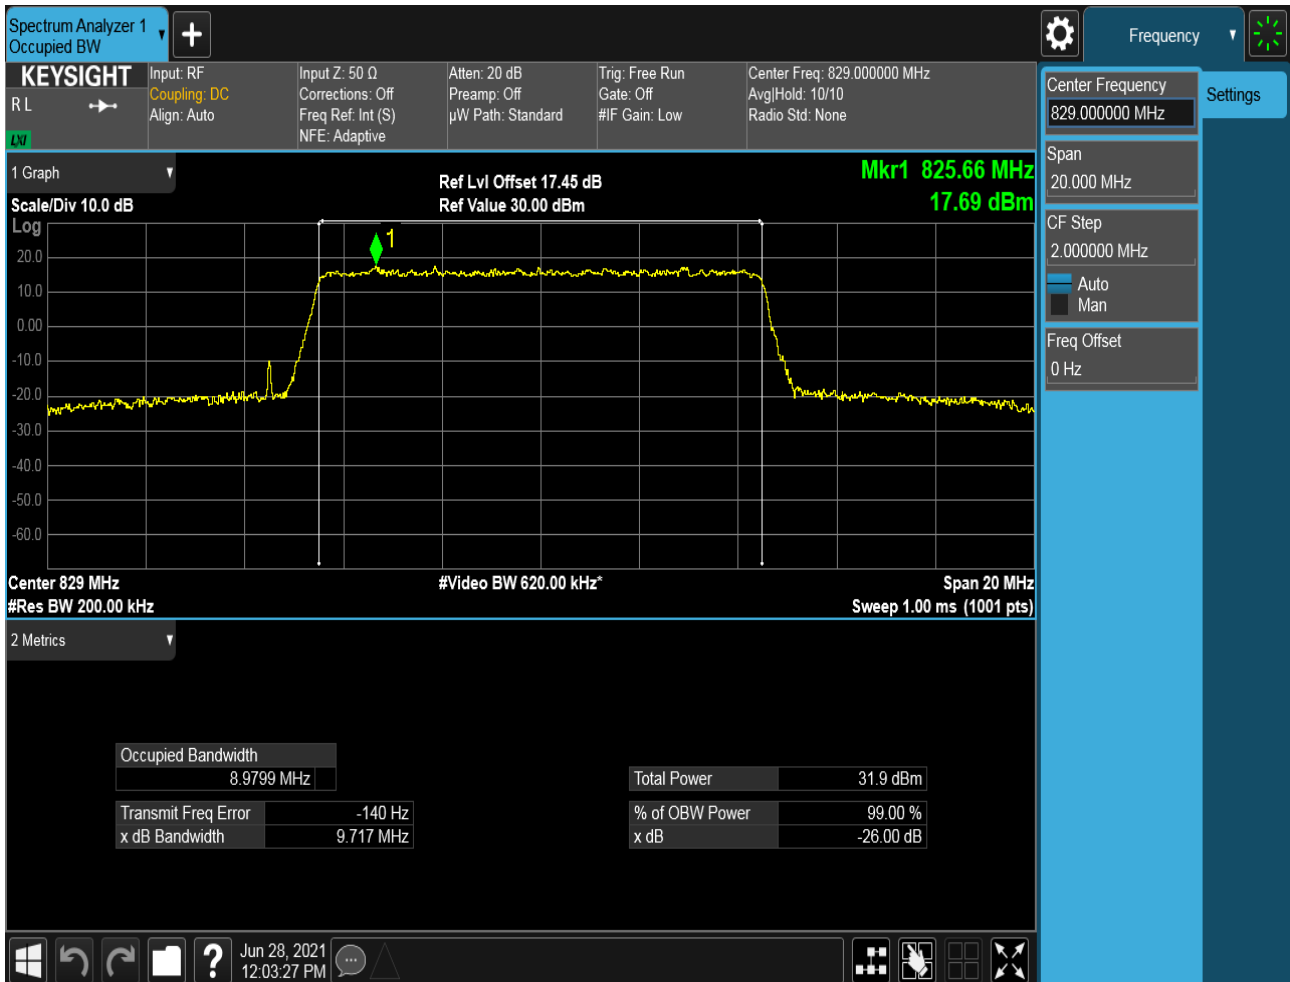 Spectrum Analyzer 1
Occupied BW
Frequency
KEYSIGHT
R L
LXI
Input: RF
Coupling: DC
Align: Auto
Input Z: 50 Ω
Corrections: Off
Freq Ref: Int (S)
NFE: Adaptive
Atten: 20 dB
Preamp: Off
µW Path: Standard
Trig: Free Run
Gate: Off
#IF Gain: Low
Center Freq: 829.000000 MHz
Avg|Hold: 10/10
Radio Std: None
Center Frequency
829.000000 MHz
Settings
Span
20.000 MHz
CF Step
2.000000 MHz
Auto
Man
Freq Offset
0 Hz
1 Graph
Scale/Div 10.0 dB
Ref Lvl Offset 17.45 dB
Ref Value 30.00 dBm
Mkr1 825.66 MHz
17.69 dBm
Log
1
20.0
10.0
0.00
-10.0
-20.0
-30.0
-40.0
-50.0
-60.0
Center 829 MHz
#Res BW 200.00 kHz
#Video BW 620.00 kHz*
Span 20 MHz
Sweep 1.00 ms (1001 pts)
2 Metrics
Occupied Bandwidth
8.9799 MHz
Transmit Freq Error -140 Hz
x dB Bandwidth 9.717 MHz
Total Power 31.9 dBm
% of OBW Power 99.00 %
x dB -26.00 dB
?
Jun 28, 2021
12:03:27 PM